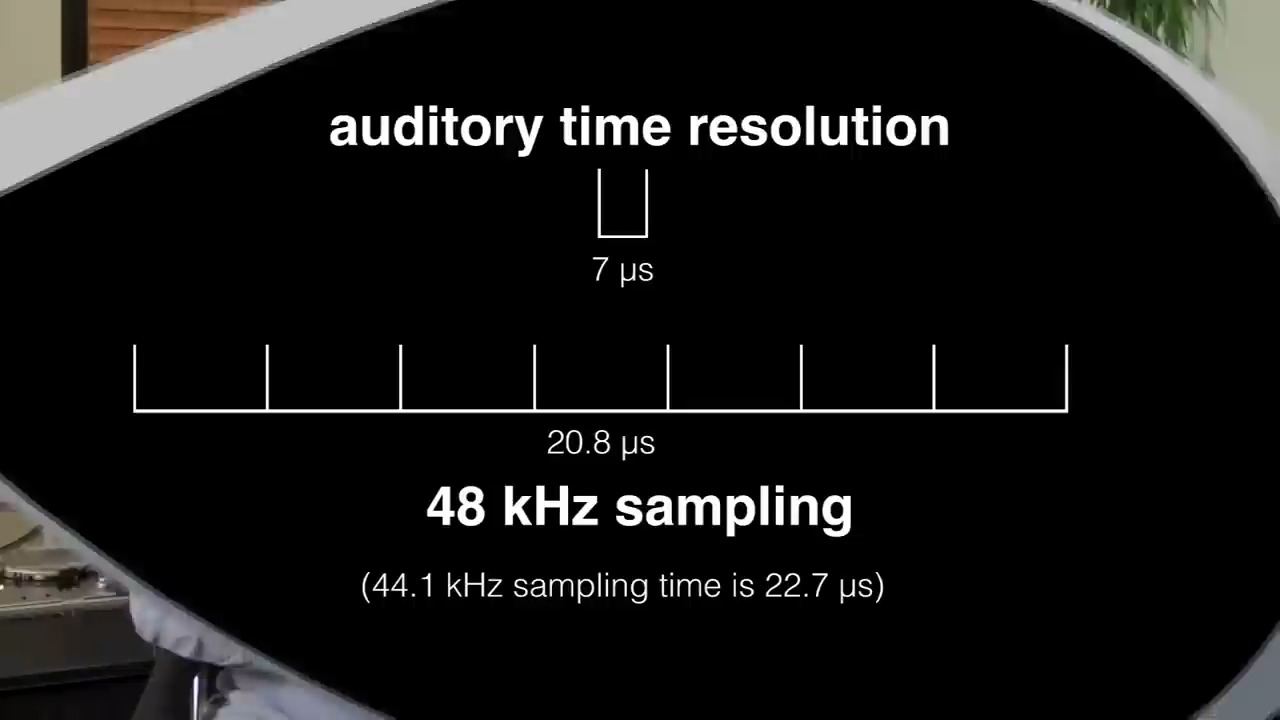 auditory time resolution
7 µs
20.8 µs
48 kHz sampling
(44.1 kHz sampling time is 22.7 µs)